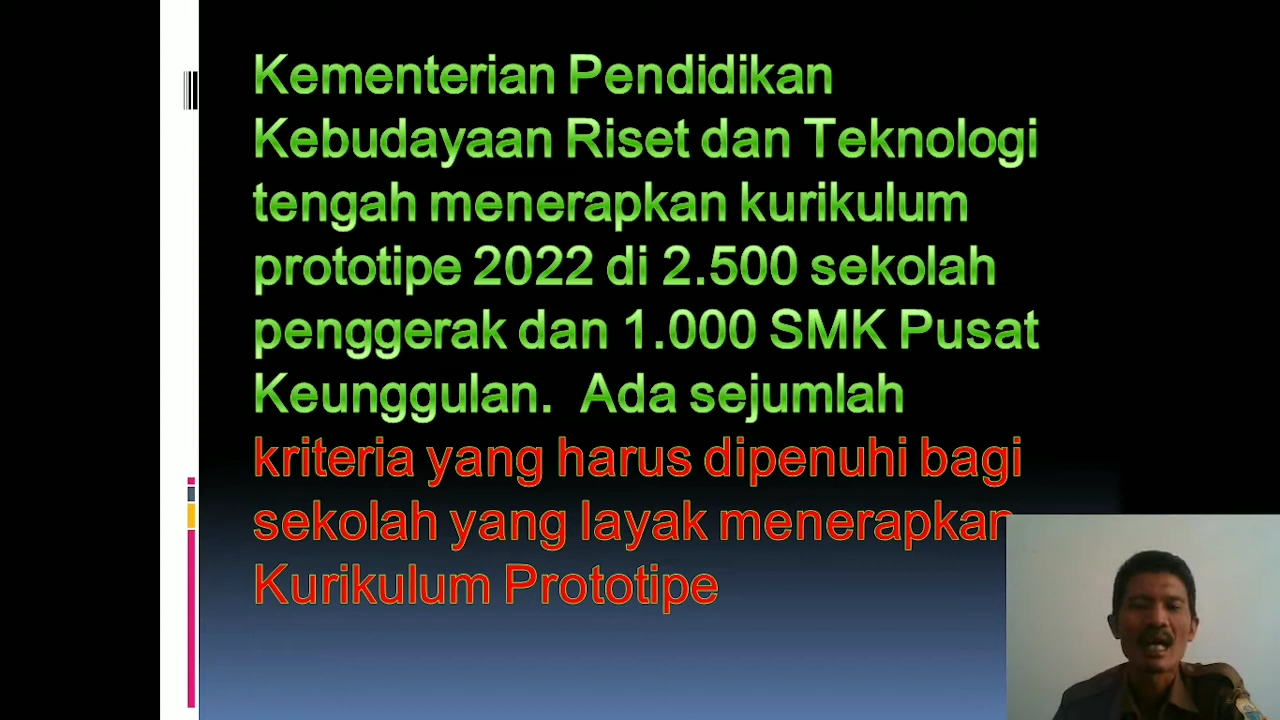 Kementerian Pendidikan
Kebudayaan Riset dan Teknologi
tengah menerapkan kurikulum
prototipe 2022 di 2.500 sekolah
penggerak dan 1.000 SMK Pusat
Keunggulan.  Ada sejumlah
kriteria yang harus dipenuhi bagi
sekolah yang layak menerapkan
Kurikulum Prototipe